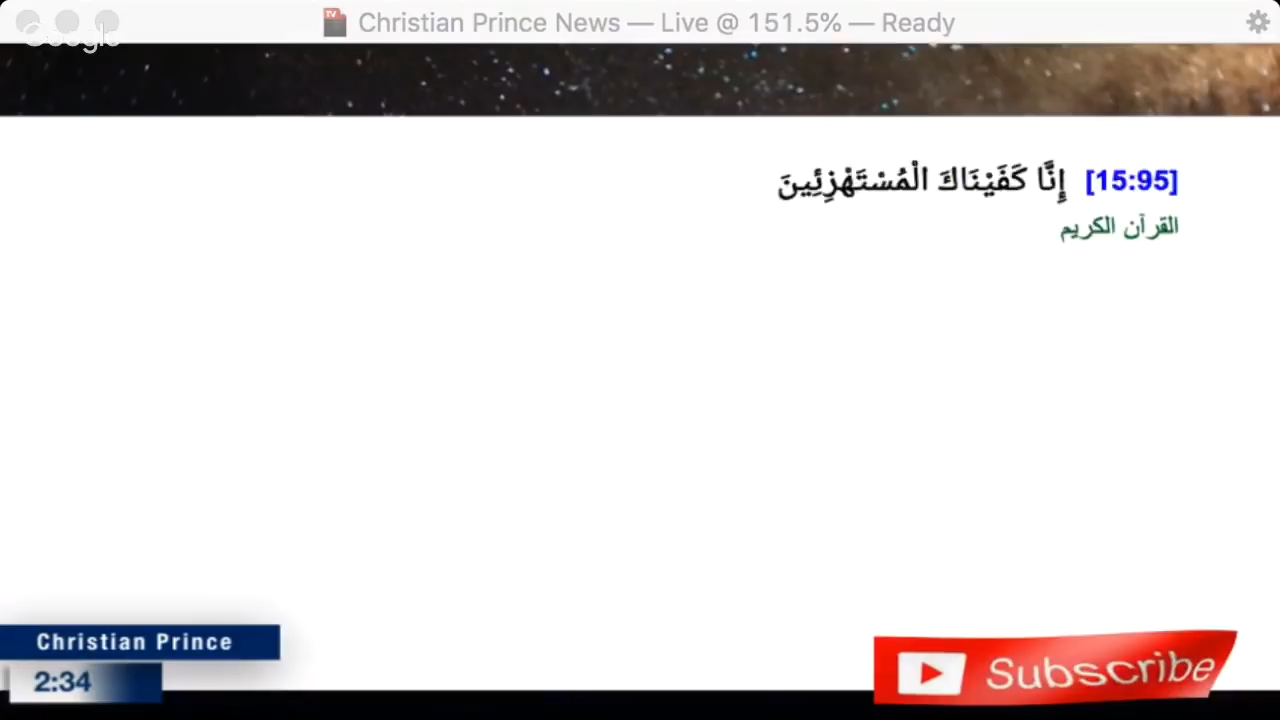 Christian Prince News — Live @ 151.5% — Ready
Google
[15:95] إِنَّا كَفَيْنَاكَ الْمُسْتَهْزِئِينَ
القرآن الكريم
Christian Prince
2:34
Subscribe